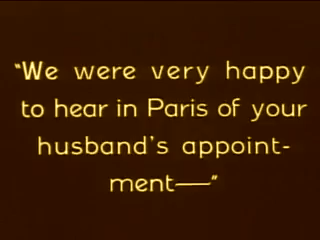 "We were very happy
to hear in Paris of your
husband's appoint-
ment—"